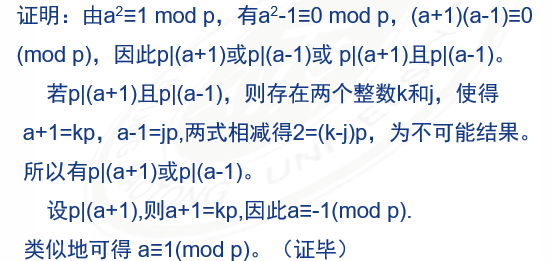 证明：由a²≡1 mod p，有a²-1≡0 mod p，(a+1)(a-1)≡0
(mod p)，因此p|(a+1)或p|(a-1)或 p|(a+1)且p|(a-1)。
若p|(a+1)且p|(a-1)，则存在两个整数k和j，使得
a+1=kp，a-1=jp,两式相减得2=(k-j)p，为不可能结果。
所以有p|(a+1)或p|(a-1)。
设p|(a+1),则a+1=kp,因此a≡-1(mod p).
类似地可得 a≡1(mod p)。（证毕）